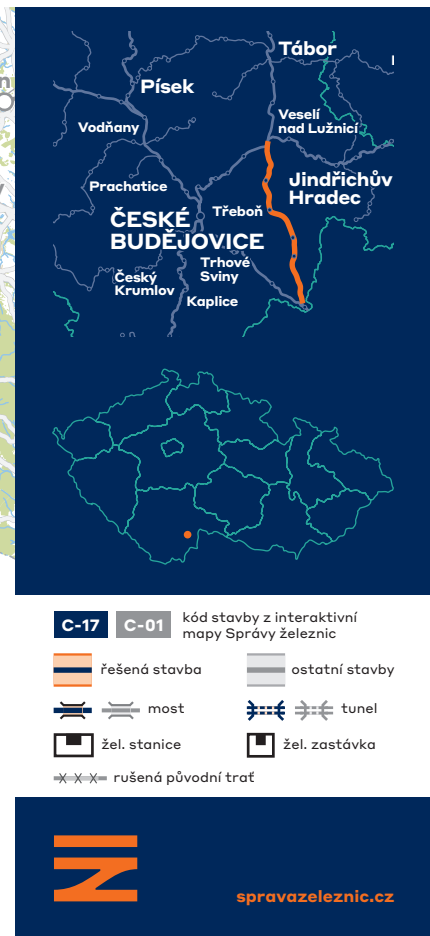 Tábor
Písek
Veselí
nad Lužnicí
Vodňany
Jindřichův
Hradec
Prachatice
Třeboň
ČESKÉ
BUDĚJOVICE
Trhové
Sviny
Český
Krumlov
Kaplice
C-17 C-01 kód stavby z interaktivní
mapy Správy železnic
řešená stavba ostatní stavby
most tunel
žel. stanice žel. zastávka
rušená původní trať
spravazeleznic.cz